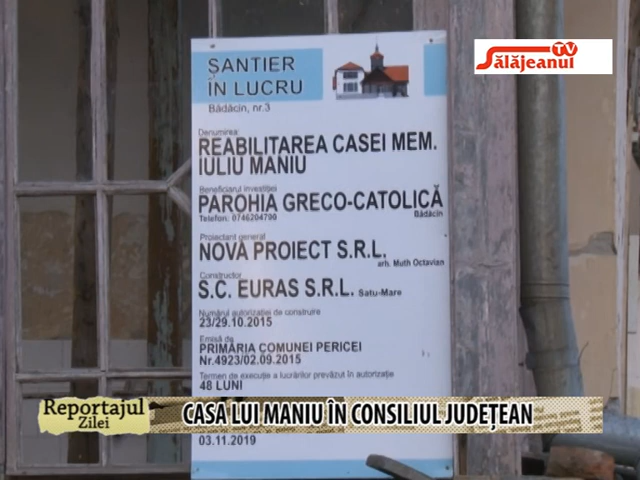 Sălăjeanul TV
ȘANTIER
ÎN LUCRU
Bădăcin, nr.3
Denumirea:
REABILITAREA CASEI MEM.
IULIU MANIU
Beneficiarul investiției
PAROHIA GRECO-CATOLICĂ
Telefon: 0746204790 Bădăcin
Proiectant general
NOVA PROIECT S.R.L.
arh. Muth Octavian
Constructor
S.C. EURAS S.R.L. Satu-Mare
Numărul autorizației de construire
23/29.10.2015
Emisă de
PRIMĂRIA COMUNEI PERICEI
Nr.4923/02.09.2015
Termen de execuție a lucrărilor prevăzut în autorizație
48 LUNI
Reportajul
Zilei
CASA LUI MANIU ÎN CONSILIUL JUDEȚEAN
03.11.2019